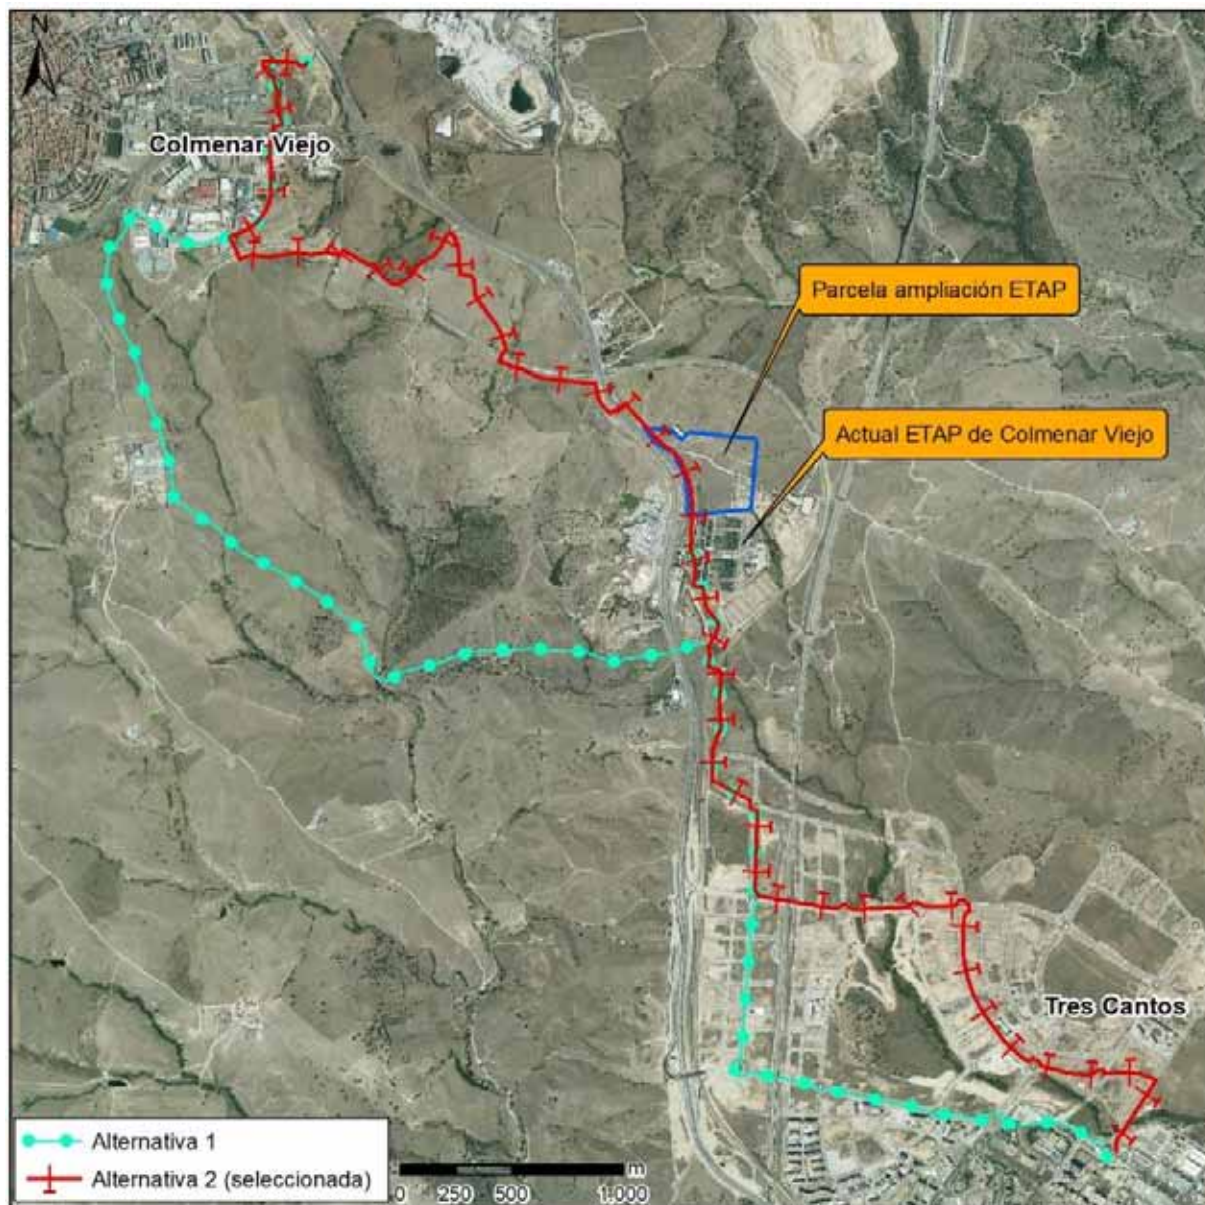 N
Colmenar Viejo
Parcela ampliación ETAP
Actual ETAP de Colmenar Viejo
Tres Cantos
Alternativa 1
Alternativa 2 (seleccionada)
m
0 250 500 1.000